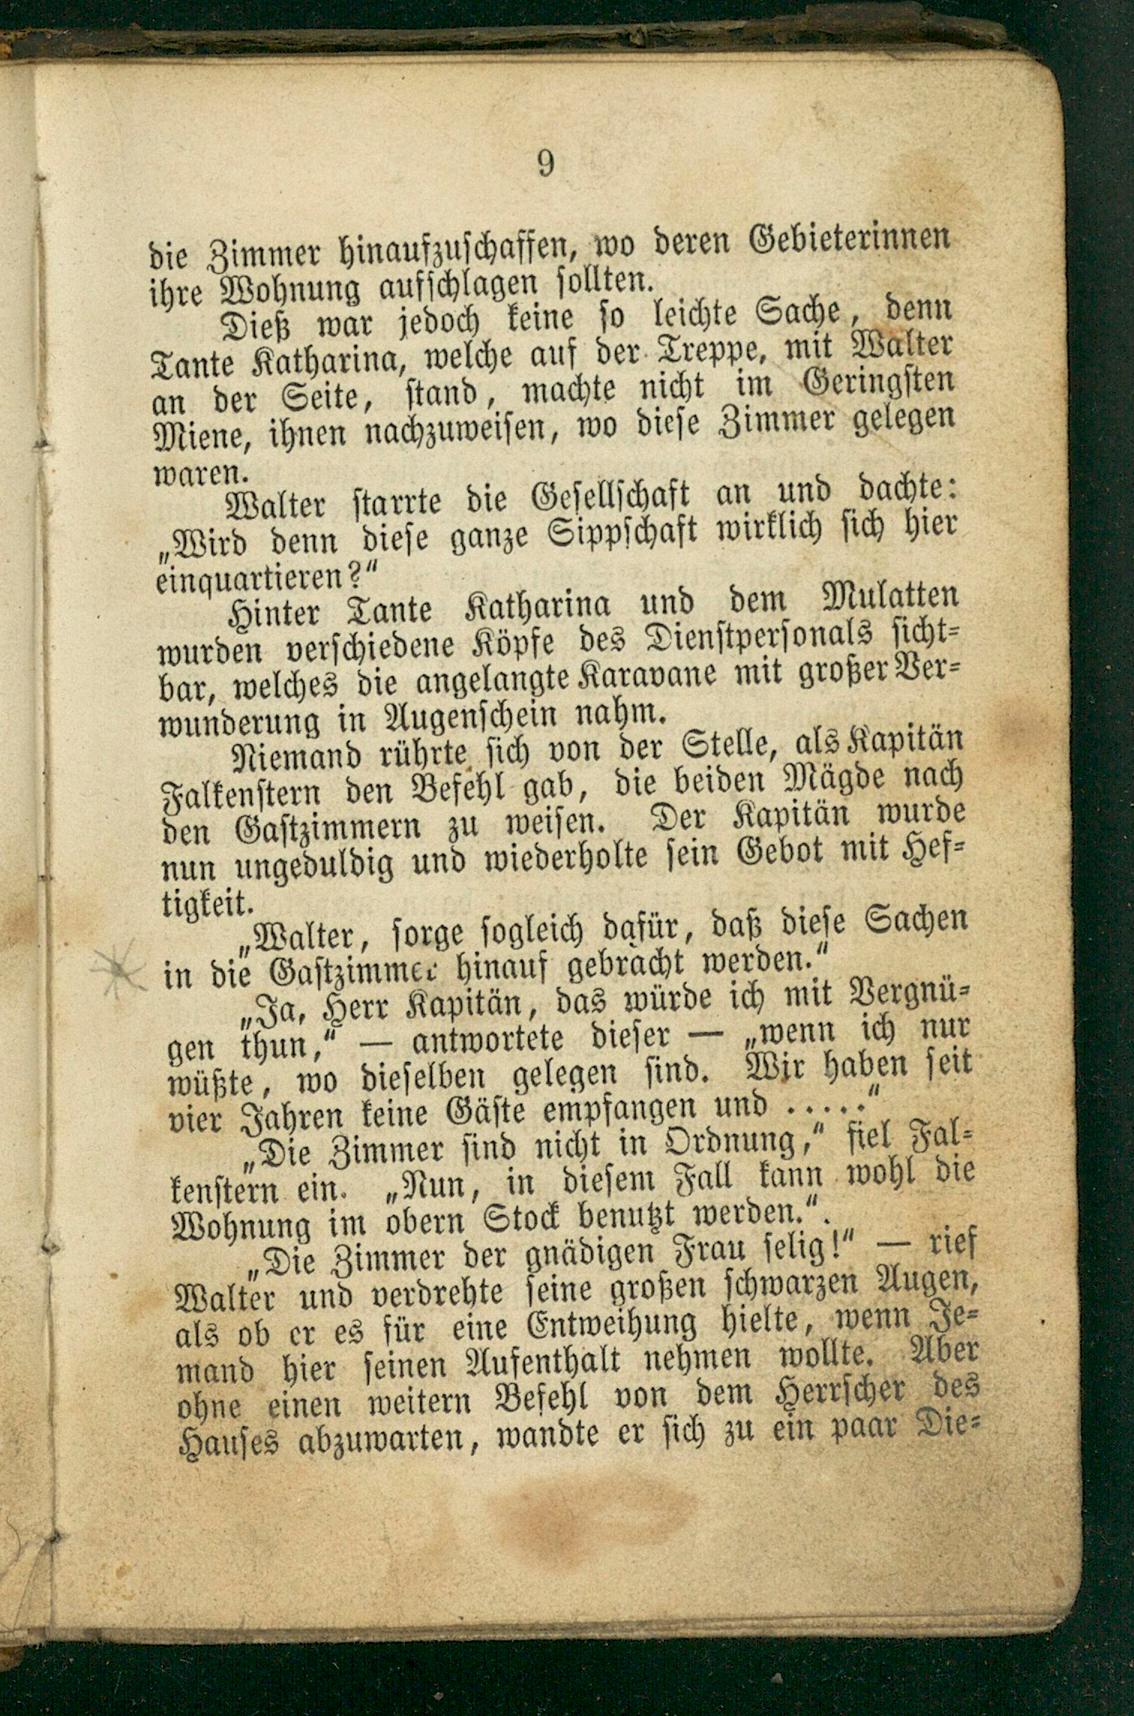 9
die Zimmer hinaufzuschaffen, wo deren Gebieterinnen
ihre Wohnung aufschlagen sollten.
Dieß war jedoch keine so leichte Sache, denn
Tante Katharina, welche auf der Treppe, mit Walter
an der Seite, stand, machte nicht im Geringsten
Miene, ihnen nachzuweisen, wo diese Zimmer gelegen
waren.
Walter starrte die Gesellschaft an und dachte:
„Wird denn diese ganze Sippschaft wirklich sich hier
einquartieren?“
Hinter Tante Katharina und dem Mulatten
wurden verschiedene Köpfe des Dienstpersonals sicht-
bar, welches die angelangte Karavane mit großer Ver-
wunderung in Augenschein nahm.
Niemand rührte sich von der Stelle, als Kapitän
Falkenstern den Befehl gab, die beiden Mägde nach
den Gastzimmern zu weisen. Der Kapitän wurde
nun ungeduldig und wiederholte sein Gebot mit Hef-
tigkeit.
„Walter, sorge sogleich dafür, daß diese Sachen
in die Gastzimmer hinauf gebracht werden.“
„Ja, Herr Kapitän, das würde ich mit Vergnü-
gen thun,“ — antwortete dieser — „wenn ich nur
wüßte, wo dieselben gelegen sind. Wir haben seit
vier Jahren keine Gäste empfangen und . . . . .“
„Die Zimmer sind nicht in Ordnung,“ fiel Fal-
kenstern ein. „Nun, in diesem Fall kann wohl die
Wohnung im obern Stock benutzt werden.“.
„Die Zimmer der gnädigen Frau selig!“ — rief
Walter und verdrehte seine großen schwarzen Augen,
als ob er es für eine Entweihung hielte, wenn Je-
mand hier seinen Aufenthalt nehmen wollte. Aber
ohne einen weitern Befehl von dem Herrscher des
Hauses abzuwarten, wandte er sich zu ein paar Die-